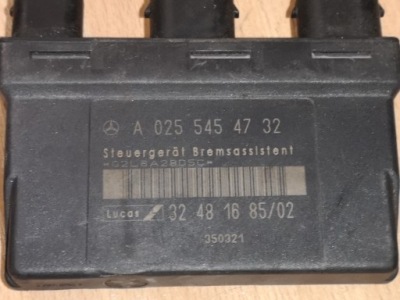 A 025 545 47 32
Steuergerät Bremsassistent
Lucas 32 48 16 85/02
350321